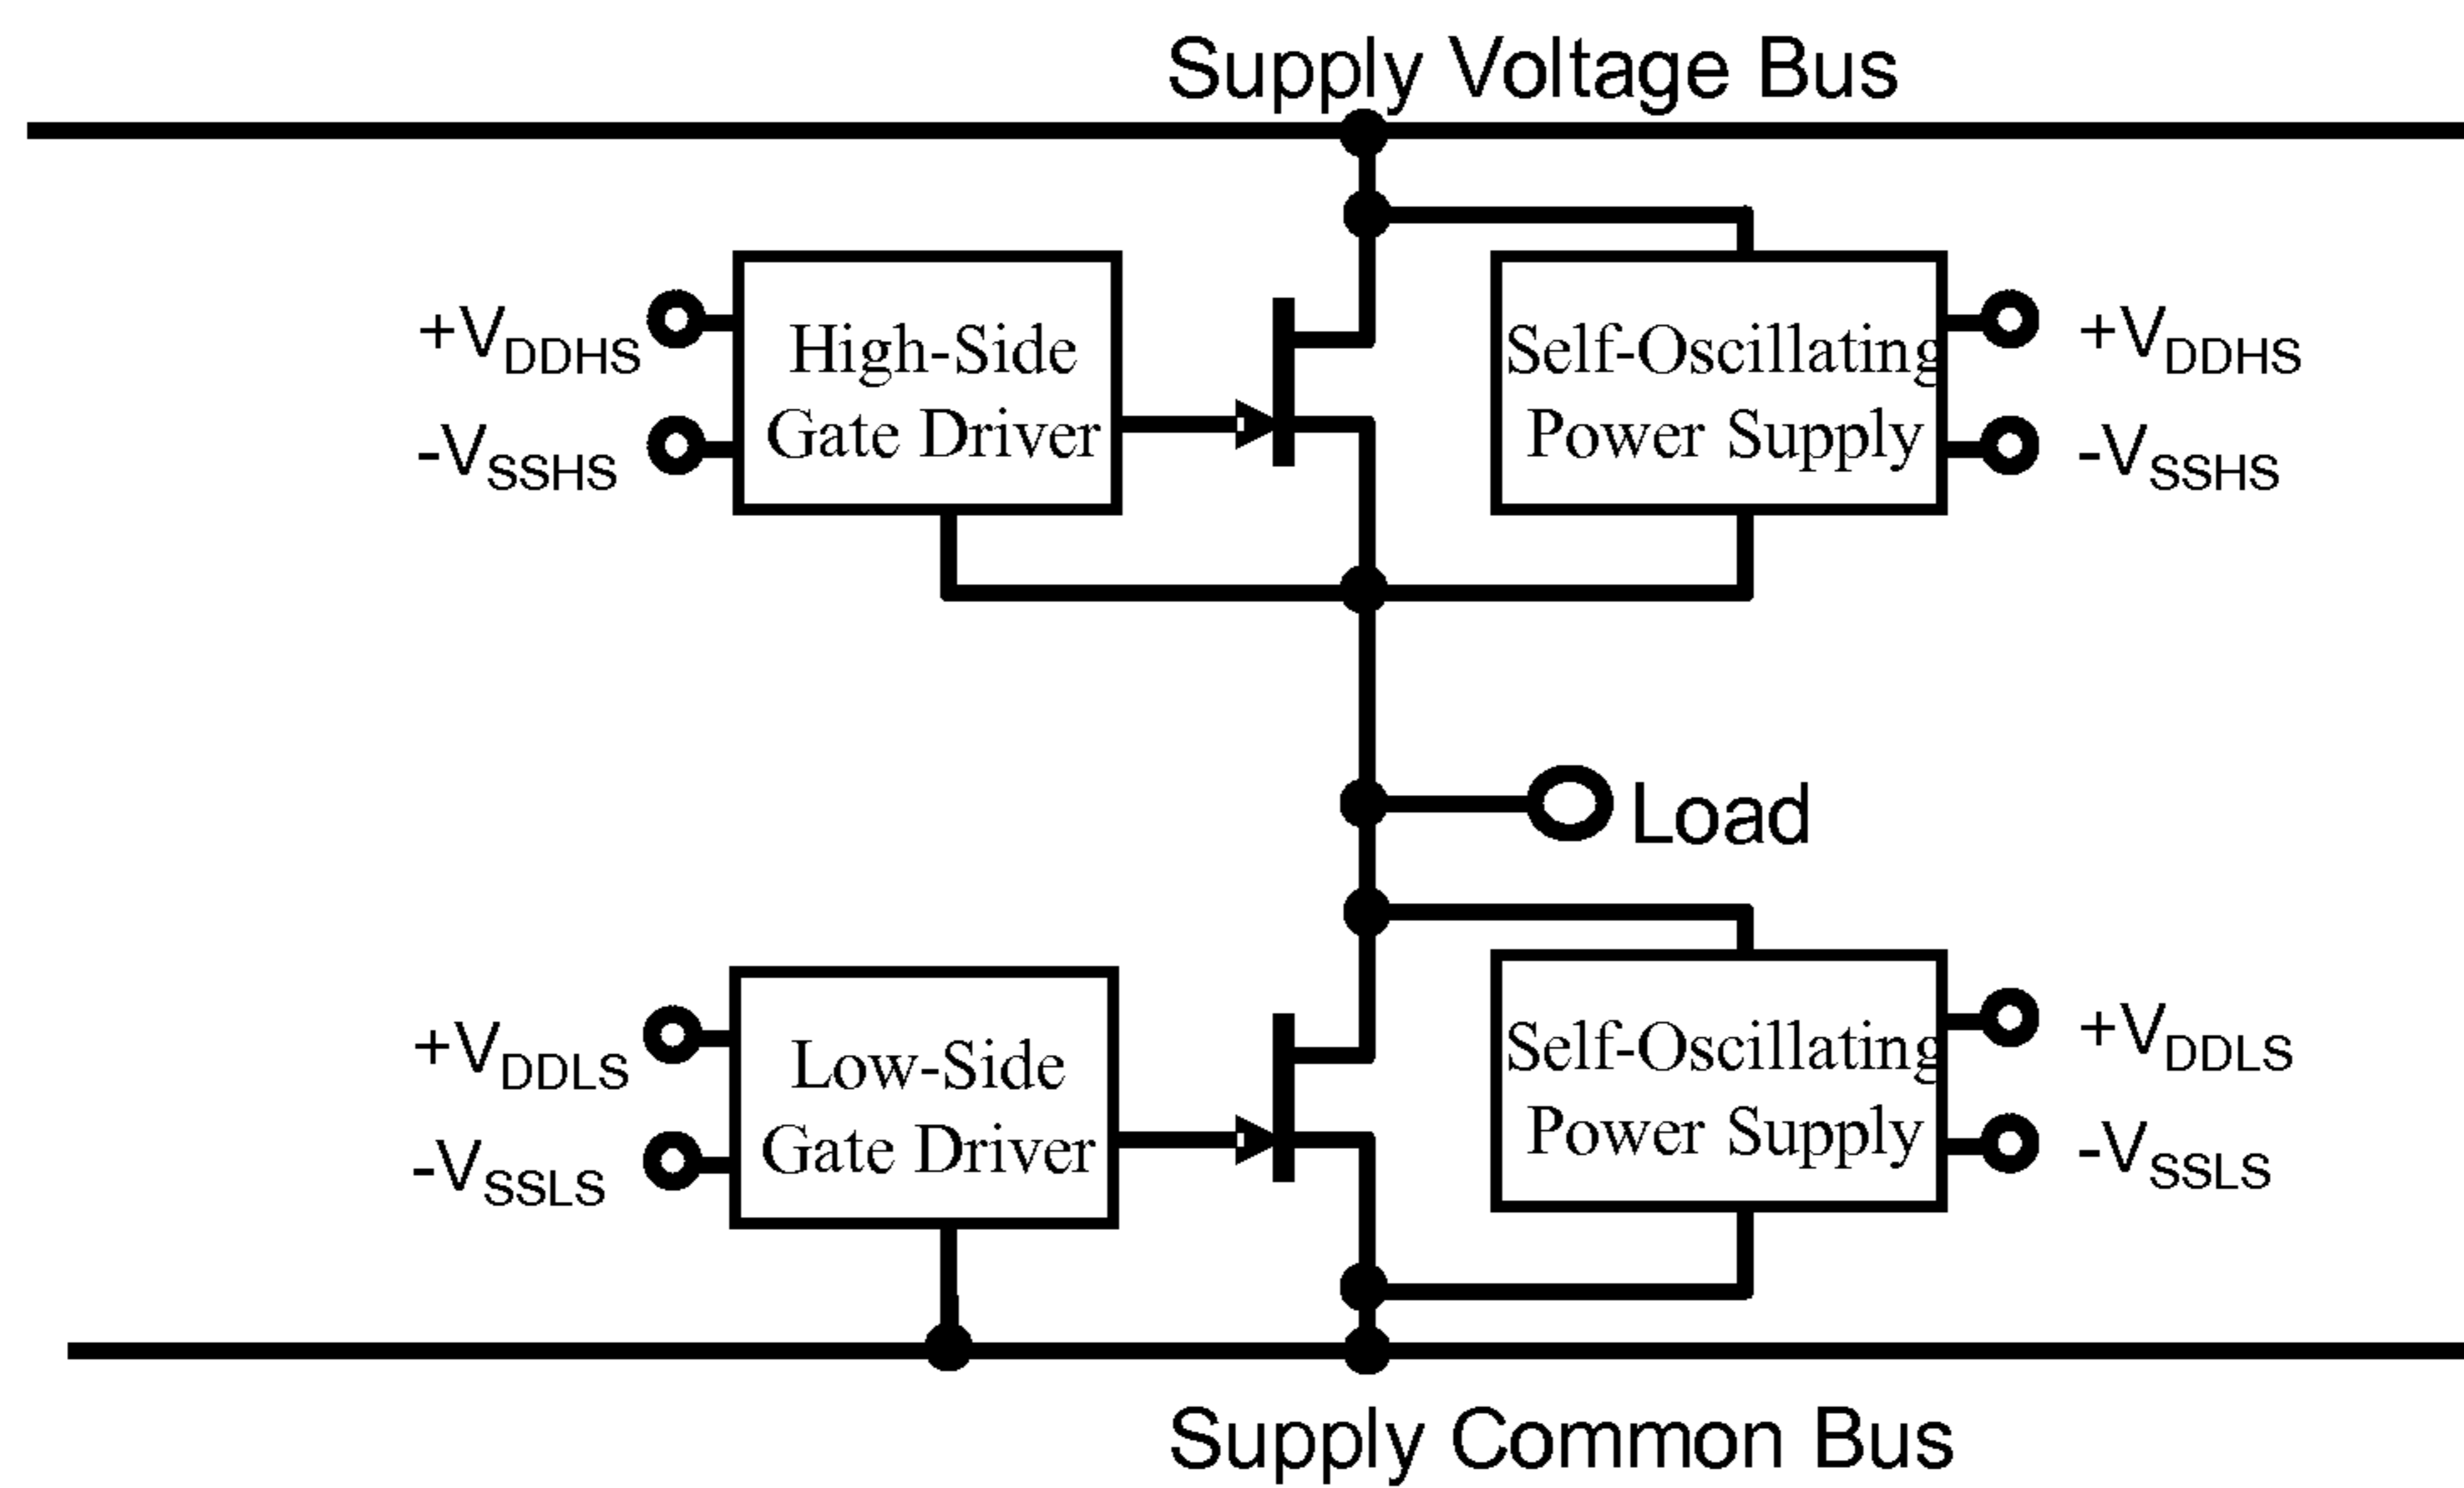 Supply Voltage Bus
+VDDHS
-VSSHS
High-Side
Gate Driver
Self-Oscillating
Power Supply
+VDDHS
-VSSHS
Load
+VDDLS
-VSSLS
Low-Side
Gate Driver
Self-Oscillating
Power Supply
+VDDLS
-VSSLS
Supply Common Bus